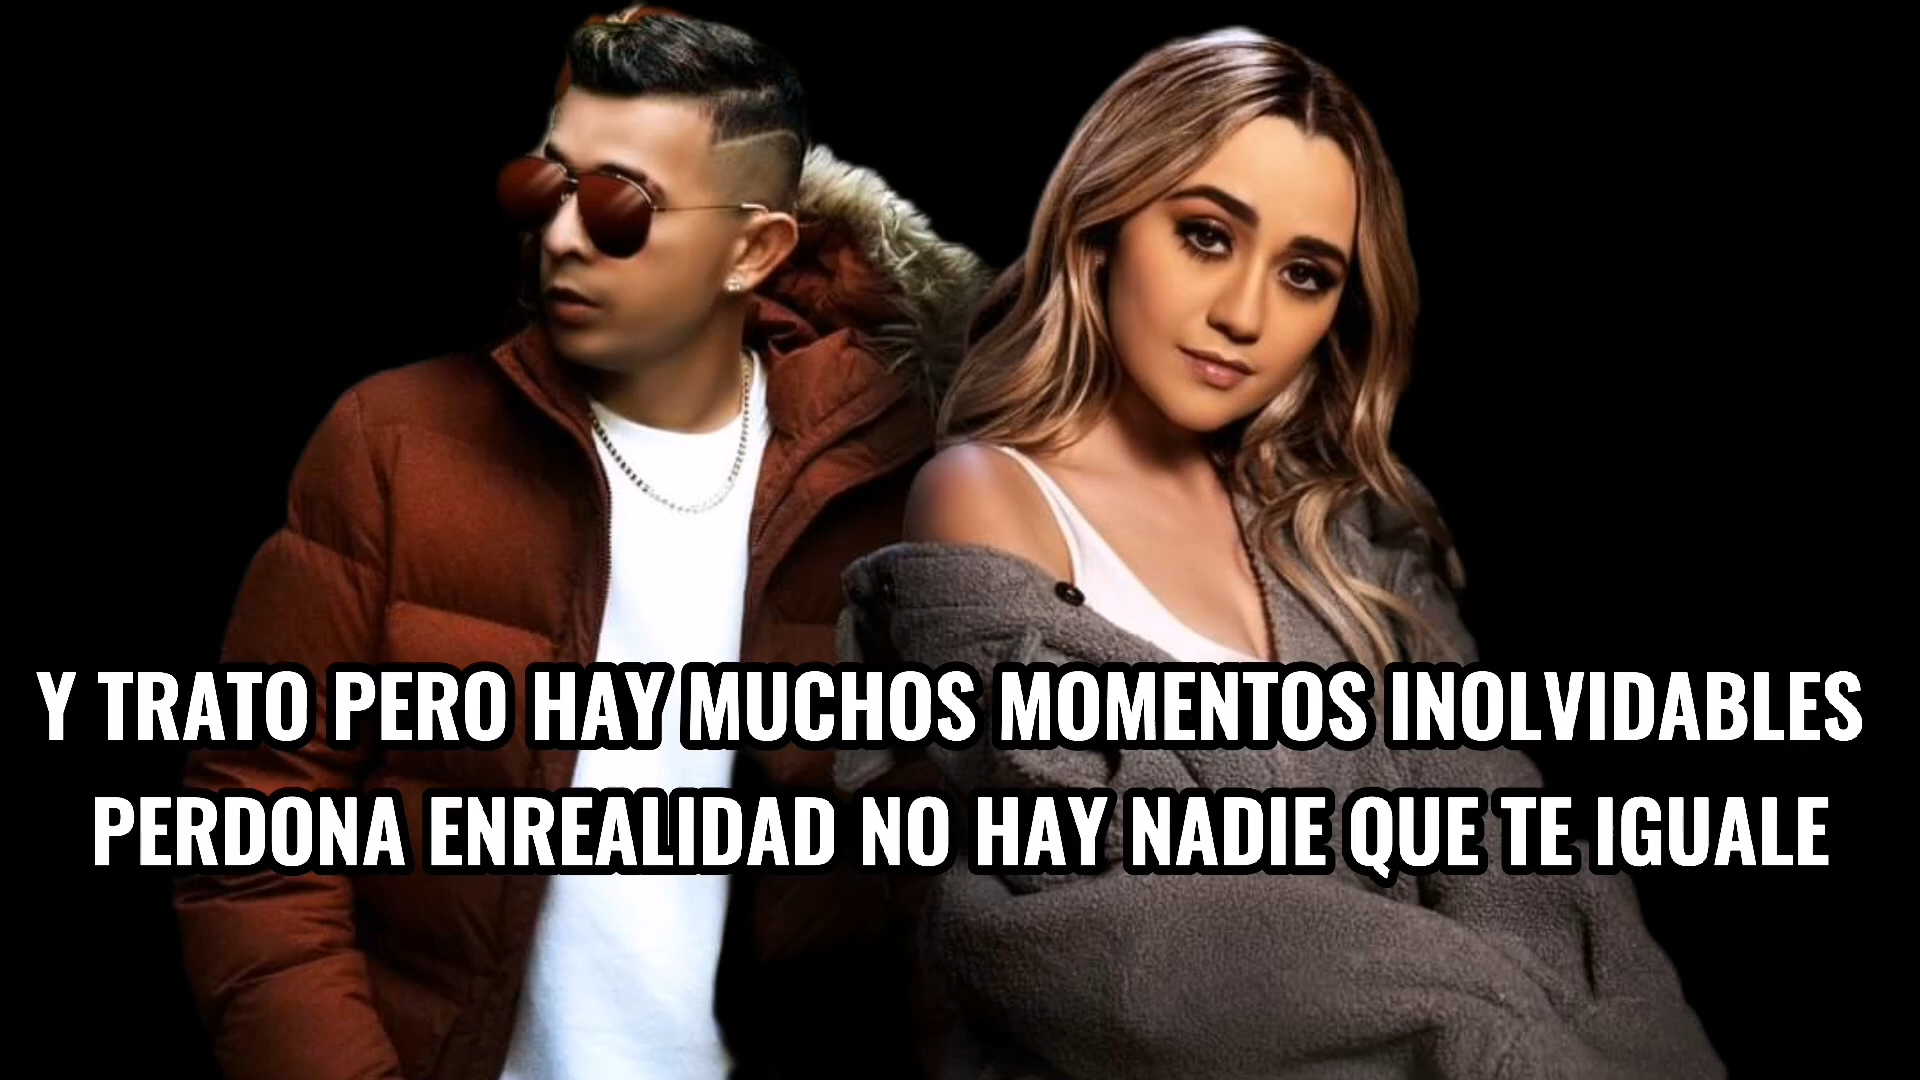 Y TRATO PERO HAY MUCHOS MOMENTOS INOLVIDABLES
PERDONA ENREALIDAD NO HAY NADIE QUE TE IGUALE